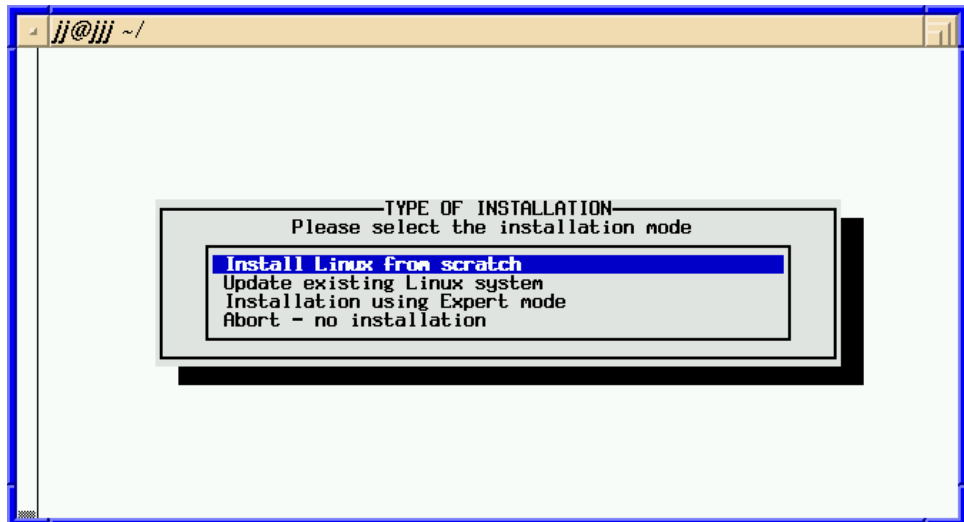 jj@jjj ~/
TYPE OF INSTALLATION
Please select the installation mode
Install Linux from scratch
Update existing Linux system
Installation using Expert mode
Abort - no installation